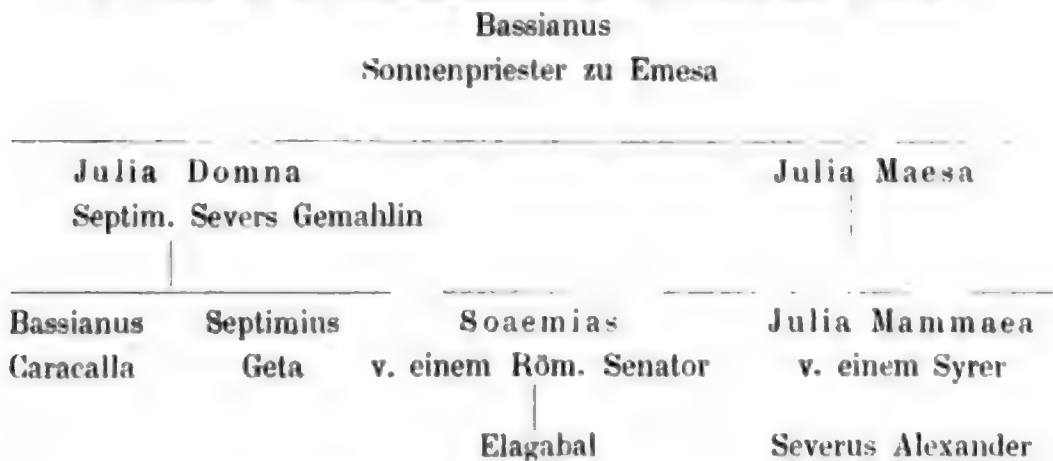 Bassianus
Sonnenpriester zu Emesa
Julia Domna
Julia Maesa
Septim. Severs Gemahlin
Bassianus Septimius Soaemias Julia Mammaea
Caracalla Geta v. einem Röm. Senator v. einem Syrer
Elagabal Severus Alexander